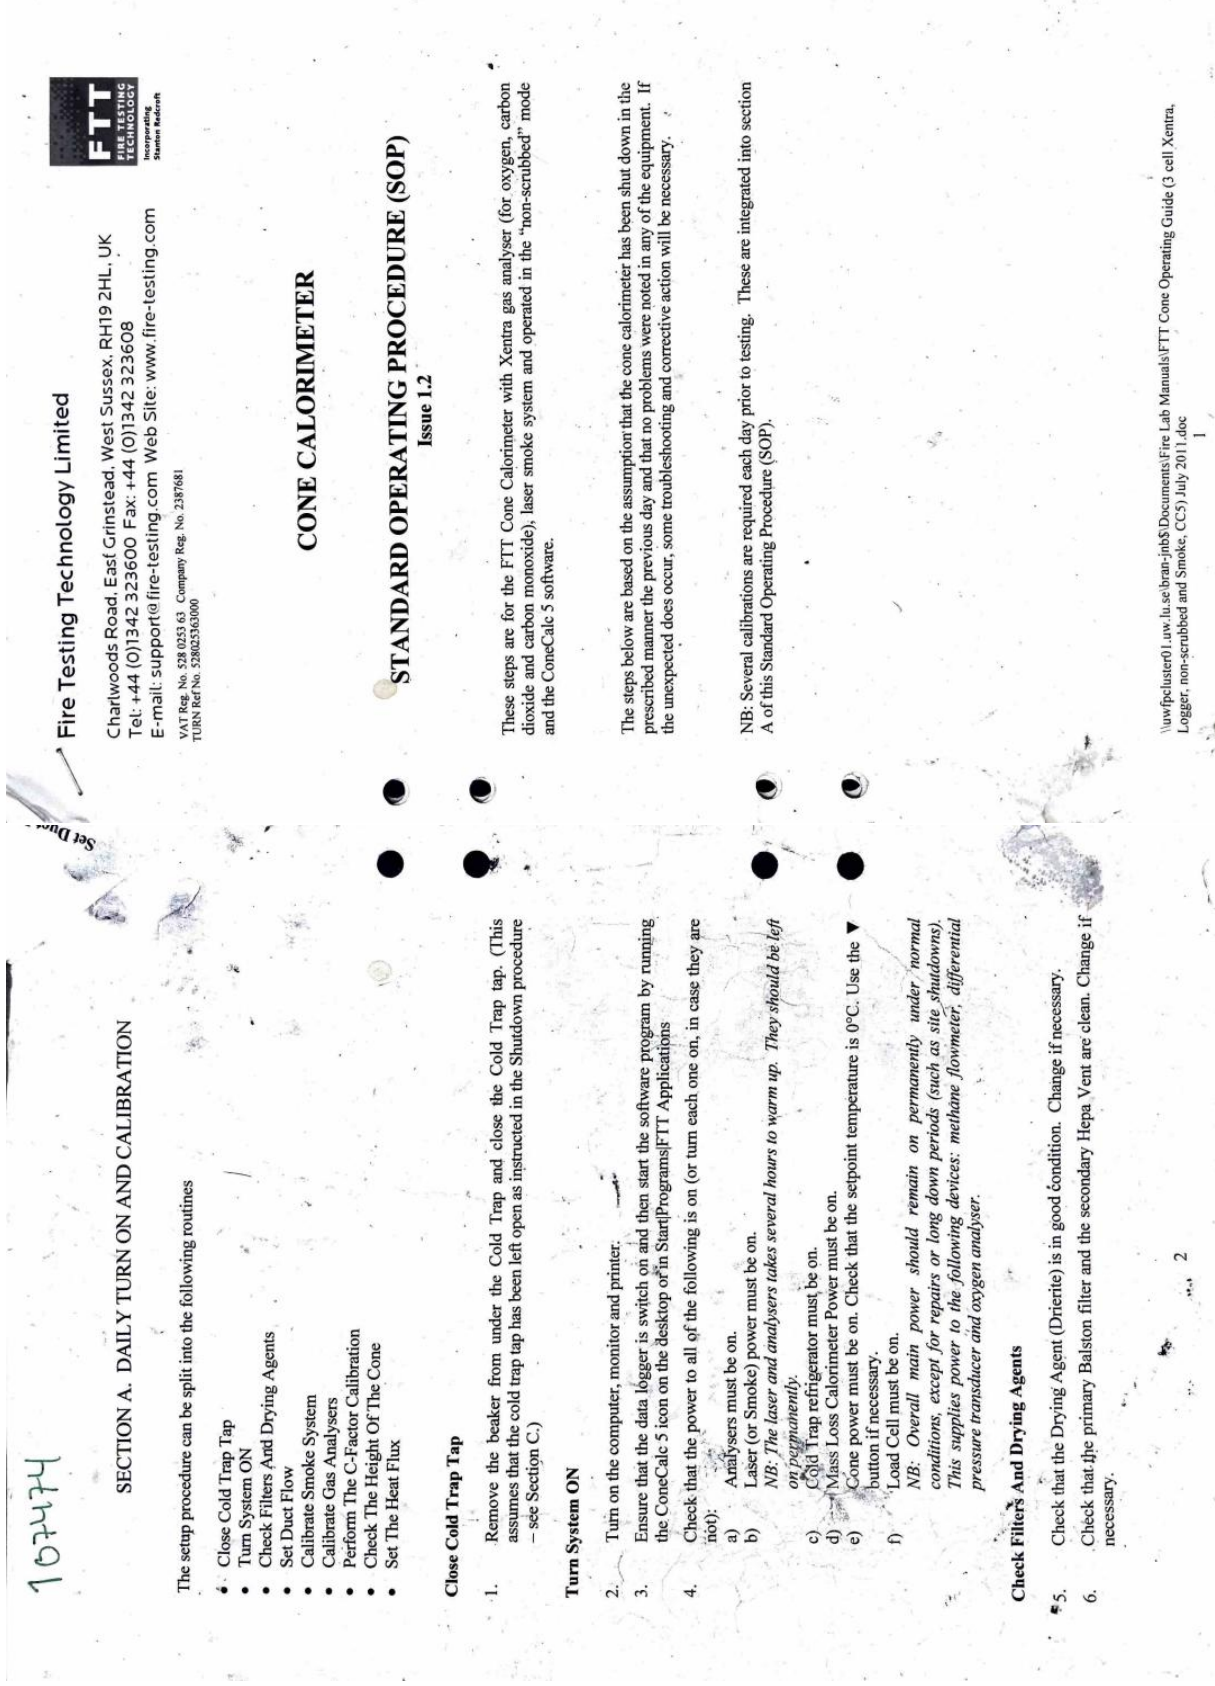 Fire Testing Technology Limited
Charlwoods Road, East Grinstead, West Sussex, RH19 2HL, UK
Tel: +44 (0)1342 323600 Fax: +44 (0)1342 323608
E-mail: support@fire-testing.com Web Site: www.fire-testing.com
VAT Reg. No. 528 0253 63 Company Reg. No. 2387681
TURN Ref No. 528025363000
FTT
FIRE TESTING
TECHNOLOGY
Incorporating
Stanton Redcroft
CONE CALORIMETER
STANDARD OPERATING PROCEDURE (SOP)
Issue 1.2
These steps are for the FTT Cone Calorimeter with Xentra gas analyser (for oxygen, carbon
dioxide and carbon monoxide), laser smoke system and operated in the "non-scrubbed" mode
and the ConeCalc 5 software.
The steps below are based on the assumption that the cone calorimeter has been shut down in the
prescribed manner the previous day and that no problems were noted in any of the equipment. If
the unexpected does occur, some troubleshooting and corrective action will be necessary.
NB: Several calibrations are required each day prior to testing. These are integrated into section
A of this Standard Operating Procedure (SOP).
\\uwfpcluster01.uw.lu.se\bran-jnb$\Documents\Fire Lab Manuals\FTT Cone Operating Guide (3 cell Xentra,
Logger, non-scrubbed and Smoke, CC5) July 2011.doc
1
107474
Set Duct
SECTION A. DAILY TURN ON AND CALIBRATION
The setup procedure can be split into the following routines
• Close Cold Trap Tap
• Turn System ON
• Check Filters And Drying Agents
• Set Duct Flow
• Calibrate Smoke System
• Calibrate Gas Analysers
• Perform The C-Factor Calibration
• Check The Height Of The Cone
• Set The Heat Flux
Close Cold Trap Tap
1. Remove the beaker from under the Cold Trap and close the Cold Trap tap. (This
assumes that the cold trap tap has been left open as instructed in the Shutdown procedure
– see Section C.)
Turn System ON
2. Turn on the computer, monitor and printer.
3. Ensure that the data logger is switch on and then start the software program by running
the ConeCalc 5 icon on the desktop or in Start|Programs|FTT Applications
4. Check that the power to all of the following is on (or turn each one on, in case they are
not):
a) Analysers must be on.
b) Laser (or Smoke) power must be on.
NB: The laser and analysers takes several hours to warm up. They should be left
on permanently.
c) Cold Trap refrigerator must be on.
d) Mass Loss Calorimeter Power must be on.
e) Cone power must be on. Check that the setpoint temperature is 0°C. Use the ▼
button if necessary.
f) Load Cell must be on.
NB: Overall main power should remain on permanently under normal
conditions, except for repairs or long down periods (such as site shutdowns).
This supplies power to the following devices: methane flowmeter, differential
pressure transducer and oxygen analyser.
Check Filters And Drying Agents
5. Check that the Drying Agent (Drierite) is in good condition. Change if necessary.
6. Check that the primary Balston filter and the secondary Hepa Vent are clean. Change if
necessary.
2